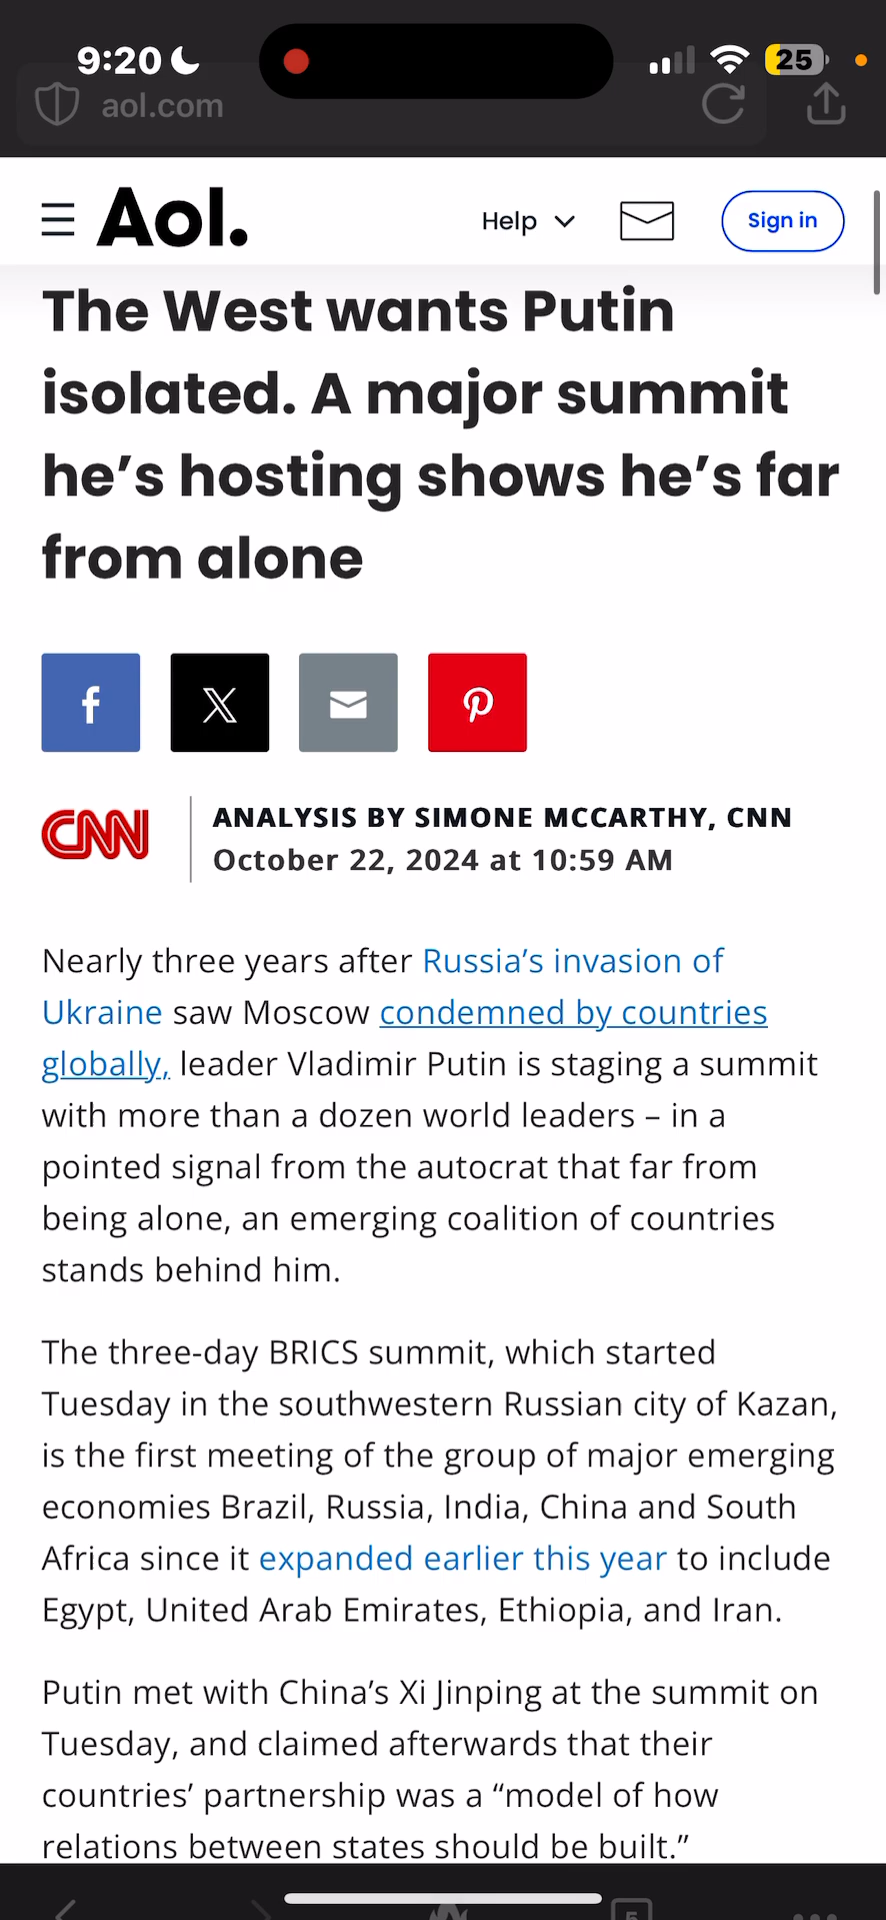 9:20
25
aol.com
Aol.
Help
Sign in
The West wants Putin
isolated. A major summit
he’s hosting shows he’s far
from alone
CNN
ANALYSIS BY SIMONE MCCARTHY, CNN
October 22, 2024 at 10:59 AM
Nearly three years after Russia’s invasion of
Ukraine saw Moscow condemned by countries
globally, leader Vladimir Putin is staging a summit
with more than a dozen world leaders – in a
pointed signal from the autocrat that far from
being alone, an emerging coalition of countries
stands behind him.
The three-day BRICS summit, which started
Tuesday in the southwestern Russian city of Kazan,
is the first meeting of the group of major emerging
economies Brazil, Russia, India, China and South
Africa since it expanded earlier this year to include
Egypt, United Arab Emirates, Ethiopia, and Iran.
Putin met with China’s Xi Jinping at the summit on
Tuesday, and claimed afterwards that their
countries’ partnership was a “model of how
relations between states should be built.”
5